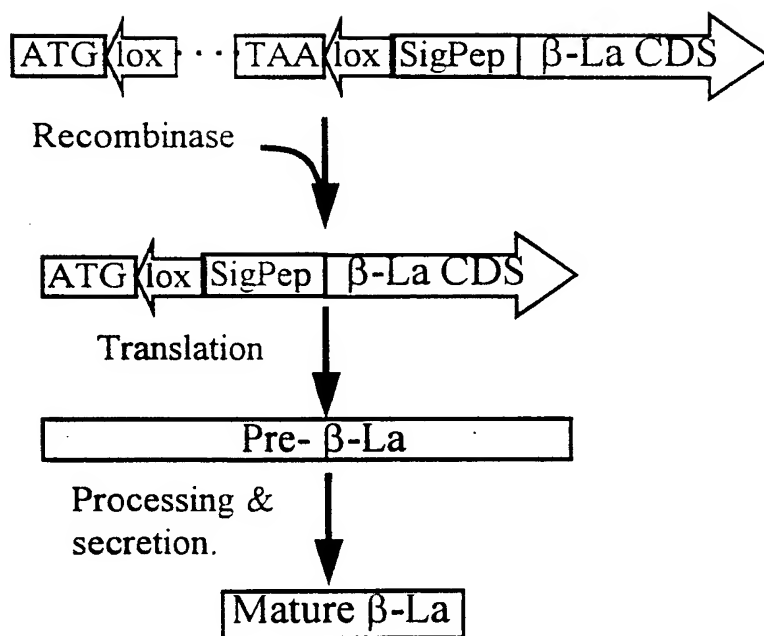 ATG lox · · · TAA lox SigPep β-La CDS
Recombinase
ATG lox SigPep β-La CDS
Translation
Pre- β-La
Processing &
secretion.
Mature β-La